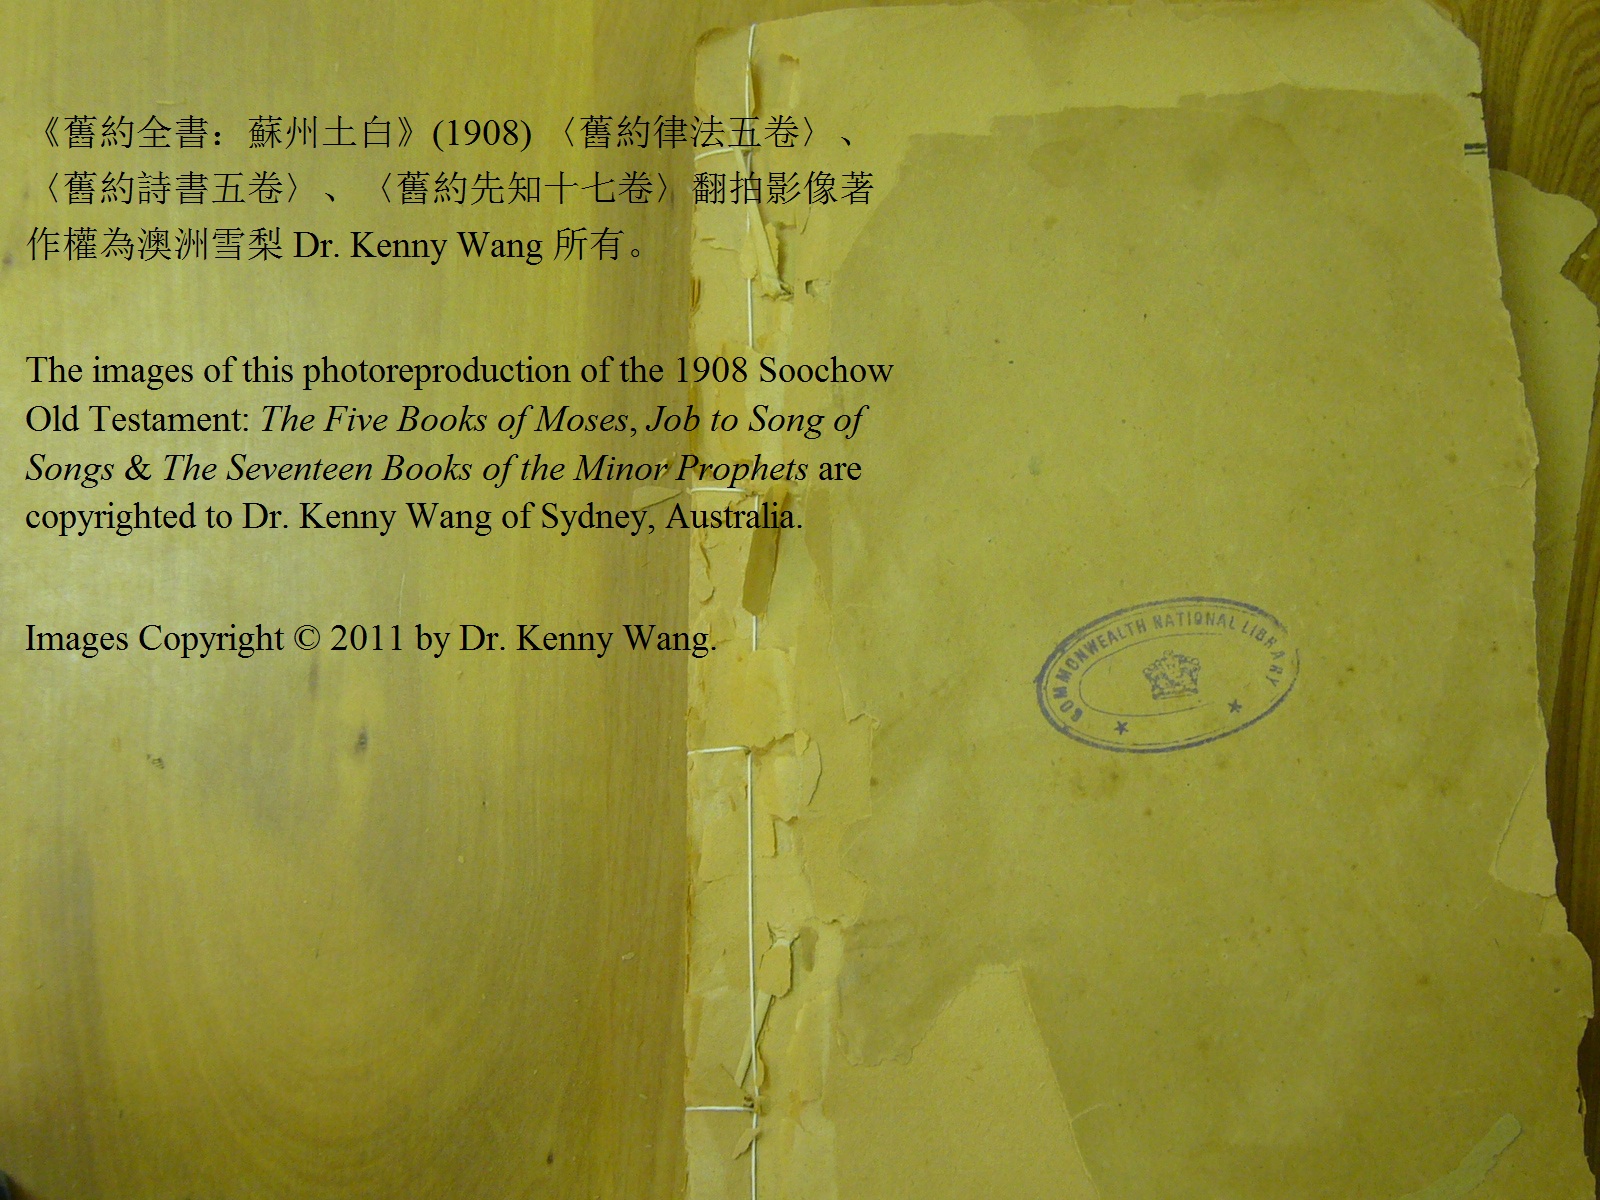 《舊約全書：蘇州土白》(1908) 〈舊約律法五卷〉、
〈舊約詩書五卷〉、〈舊約先知十七卷〉翻拍影像著
作權為澳洲雪梨 Dr. Kenny Wang 所有。
The images of this photoreproduction of the 1908 Soochow
Old Testament: The Five Books of Moses, Job to Song of
Songs & The Seventeen Books of the Minor Prophets are
copyrighted to Dr. Kenny Wang of Sydney, Australia.
Images Copyright © 2011 by Dr. Kenny Wang.
COMMONWEALTH NATIONAL LIBRARY